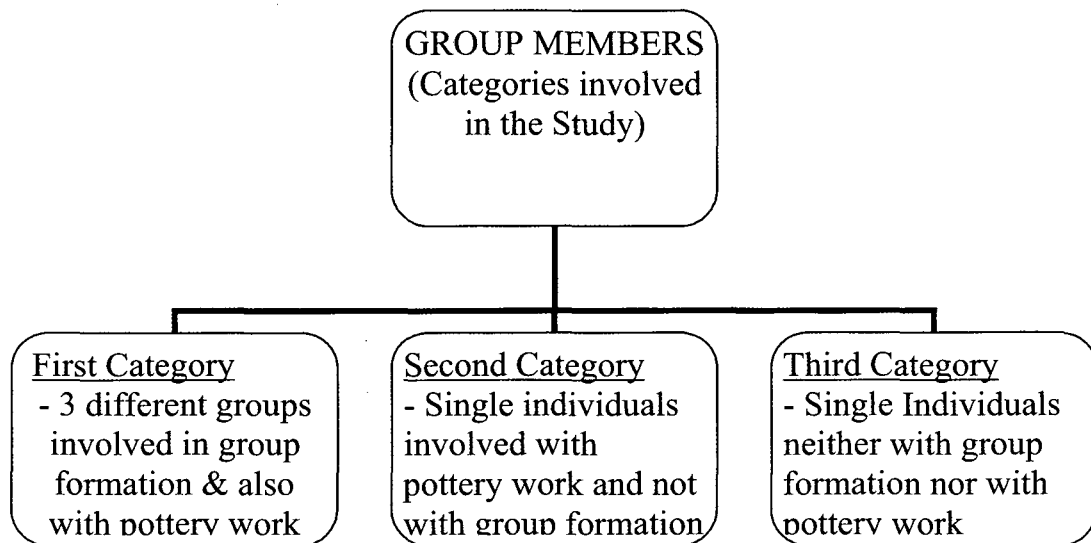 GROUP MEMBERS
(Categories involved
in the Study)
First Category
- 3 different groups
involved in group
formation & also
with pottery work
Second Category
- Single individuals
involved with
pottery work and not
with group formation
Third Category
- Single Individuals
neither with group
formation nor with
pottery work